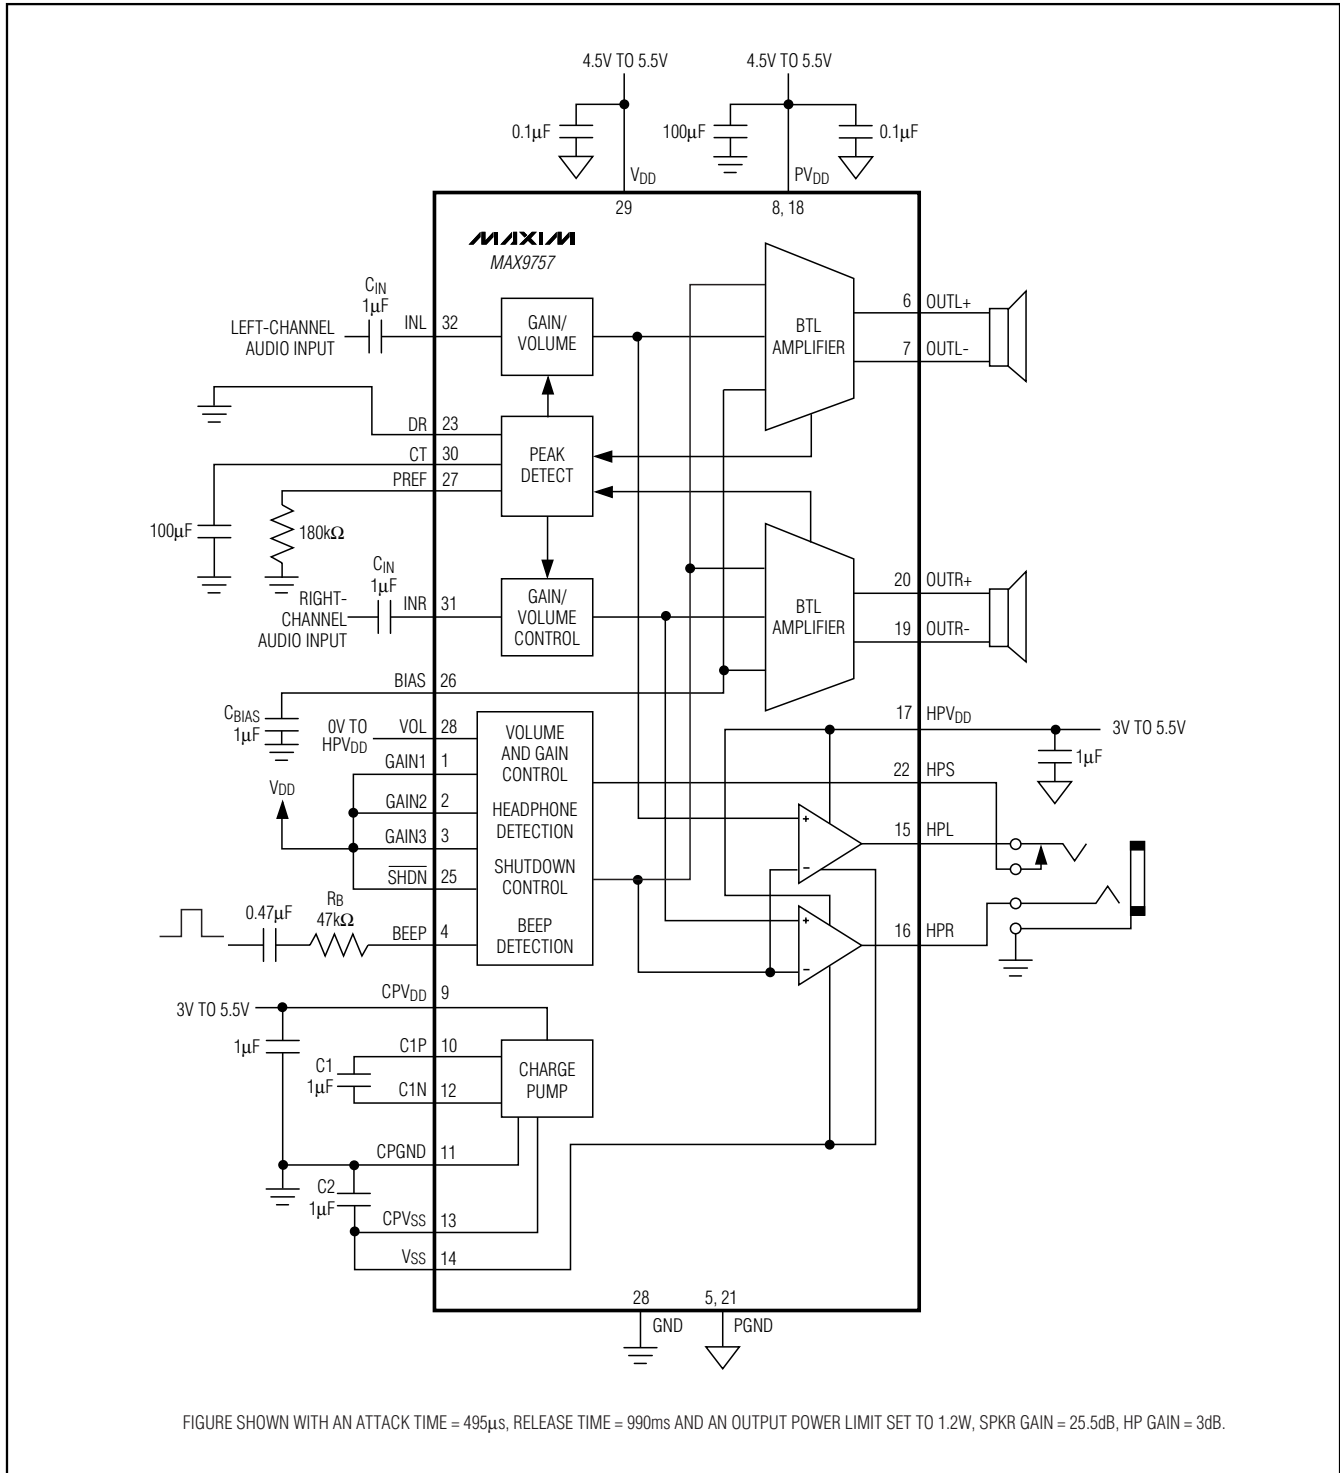 4.5V TO 5.5V
4.5V TO 5.5V
0.1µF
100µF
0.1µF
VDD
PVDD
29
8, 18
MAXIM
MAX9757
CIN
1µF
LEFT-CHANNEL
AUDIO INPUT
INL
32
GAIN/
VOLUME
BTL
AMPLIFIER
6
OUTL+
7
OUTL-
DR
23
CT
30
PREF
27
PEAK
DETECT
100µF
180kΩ
CIN
1µF
RIGHT-
CHANNEL
AUDIO INPUT
INR
31
GAIN/
VOLUME
CONTROL
BTL
AMPLIFIER
20
OUTR+
19
OUTR-
BIAS
26
CBIAS
1µF
0V TO
HPVDD
VOL
28
GAIN1
1
VDD
GAIN2
2
GAIN3
3
SHDN
25
VOLUME
AND GAIN
CONTROL
HEADPHONE
DETECTION
SHUTDOWN
CONTROL
BEEP
DETECTION
17
HPVDD
3V TO 5.5V
1µF
22
HPS
+
−
15
HPL
+
−
16
HPR
0.47µF
RB
47kΩ
BEEP
4
CPVDD
9
3V TO 5.5V
1µF
C1P
10
C1
1µF
C1N
12
CHARGE
PUMP
CPGND
11
C2
1µF
CPVSS
13
VSS
14
28
GND
5, 21
PGND
FIGURE SHOWN WITH AN ATTACK TIME = 495µs, RELEASE TIME = 990ms AND AN OUTPUT POWER LIMIT SET TO 1.2W, SPKR GAIN = 25.5dB, HP GAIN = 3dB.